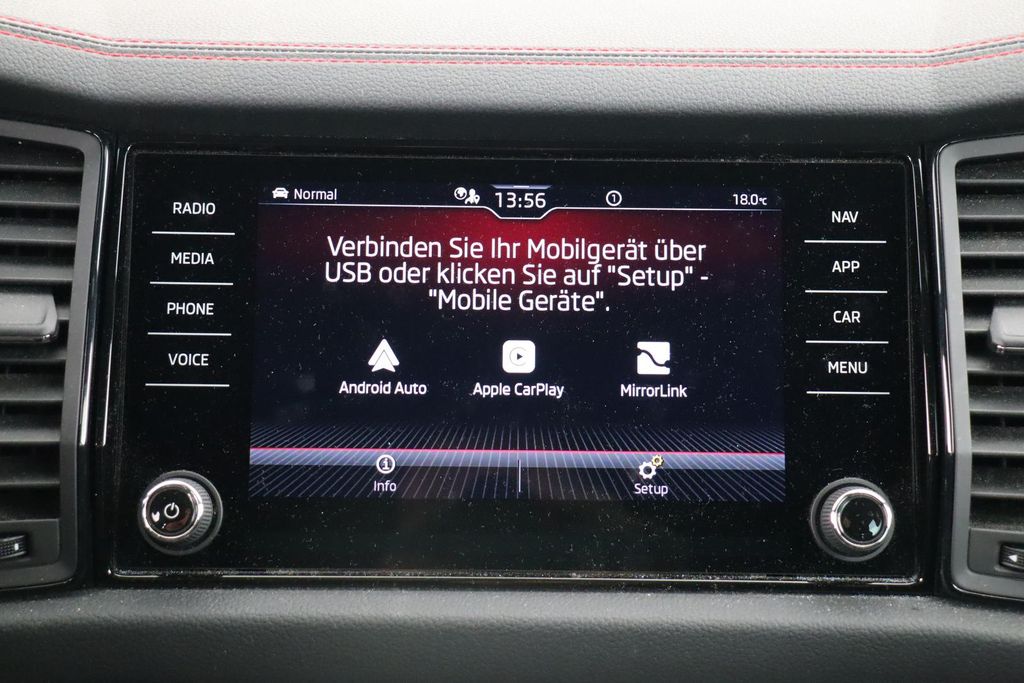 Normal
13:56
1
18.0°C
RADIO
MEDIA
PHONE
VOICE
Verbinden Sie Ihr Mobilgerät über
USB oder klicken Sie auf "Setup" -
"Mobile Geräte".
Android Auto
Apple CarPlay
MirrorLink
Info
Setup
NAV
APP
CAR
MENU